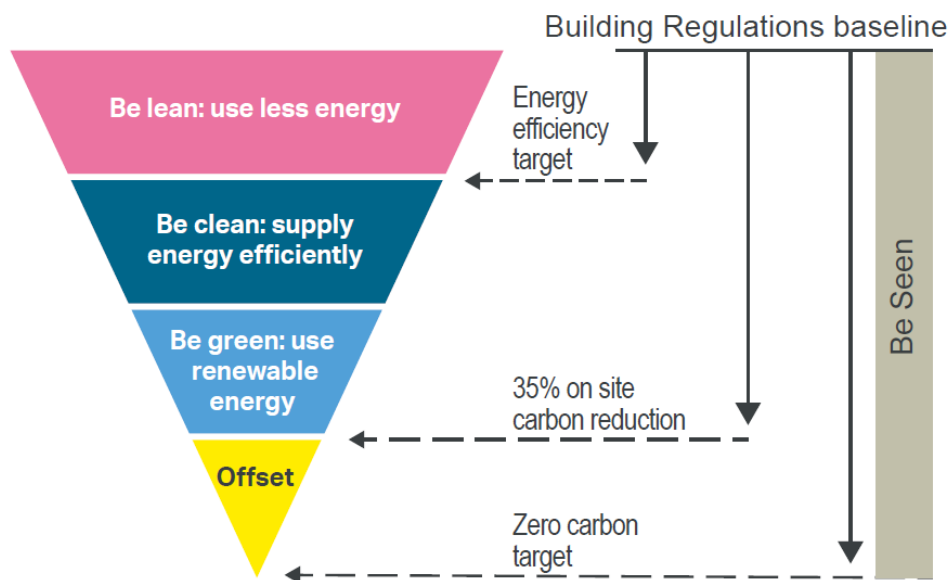 Building Regulations baseline
Be lean: use less energy
Energy
efficiency
target
Be clean: supply
energy efficiently
Be green: use
renewable
energy
35% on site
carbon reduction
Offset
Zero carbon
target
Be Seen